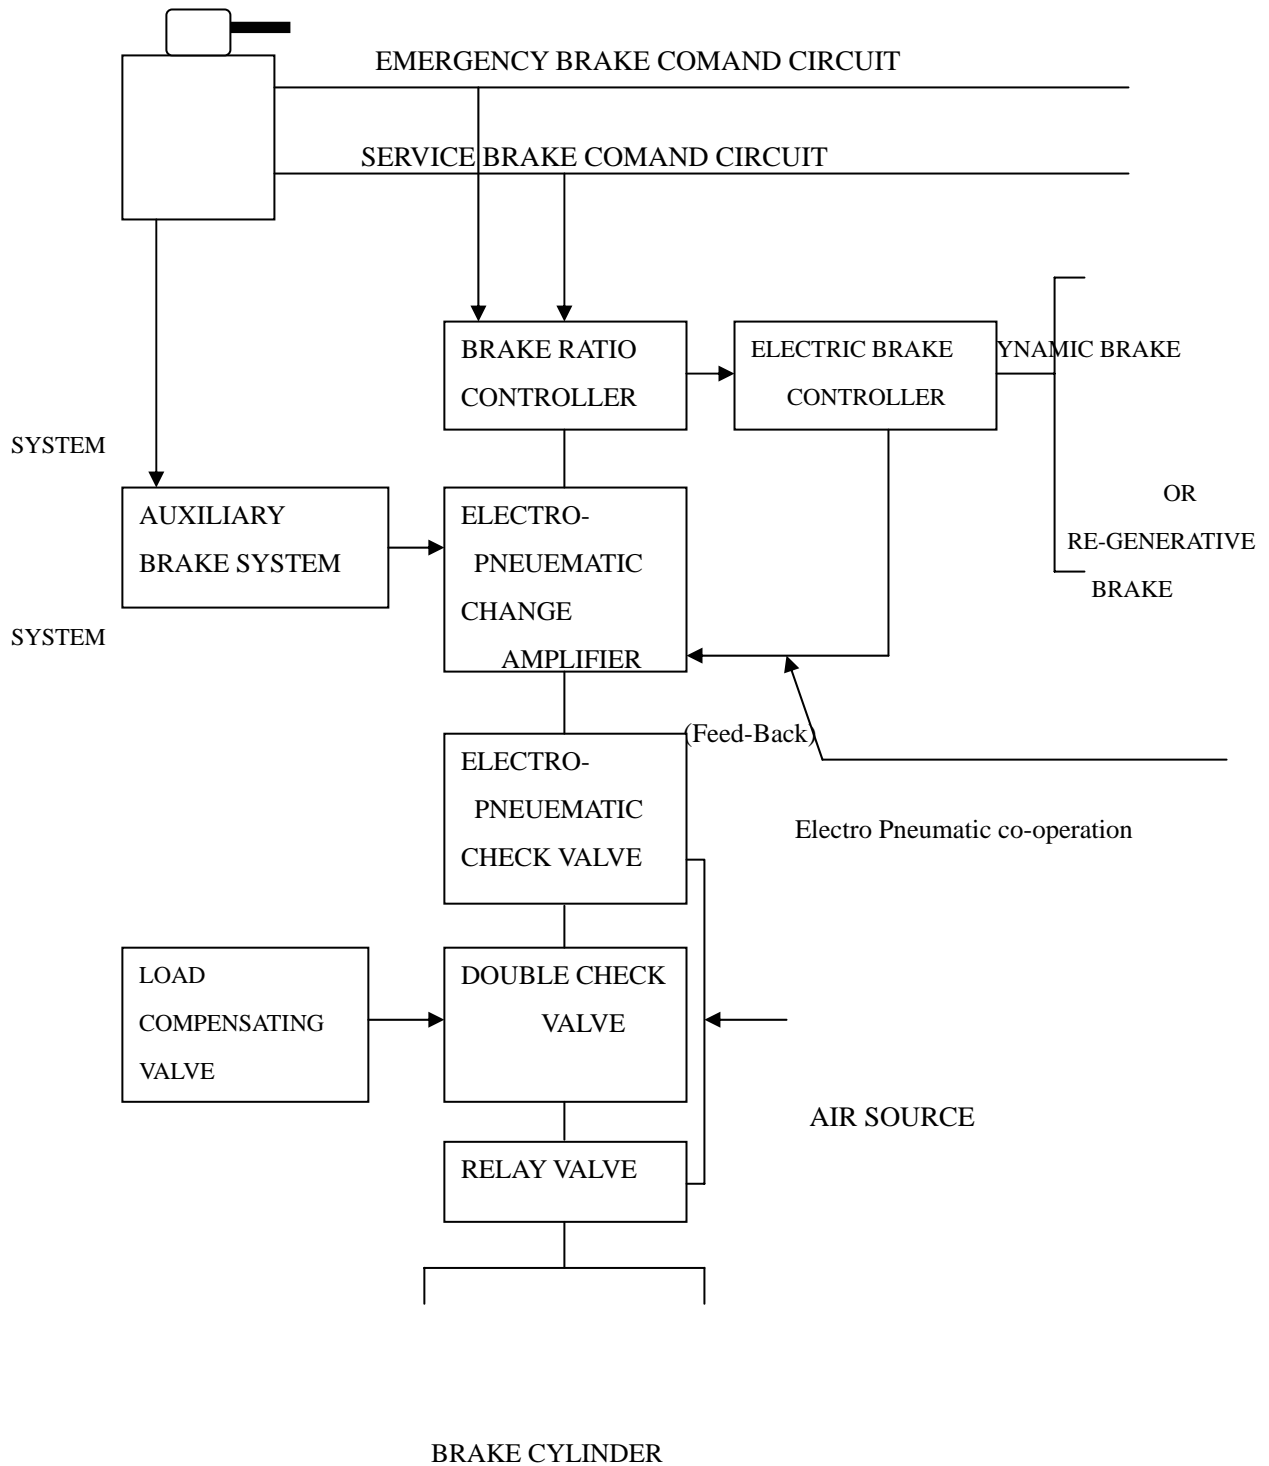 EMERGENCY BRAKE COMAND CIRCUIT
SERVICE BRAKE COMAND CIRCUIT
BRAKE RATIO
CONTROLLER
ELECTRIC BRAKE
CONTROLLER
YNAMIC BRAKE
SYSTEM
OR
RE-GENERATIVE
BRAKE
SYSTEM
AUXILIARY
BRAKE SYSTEM
ELECTRO-
PNEUEMATIC
CHANGE
AMPLIFIER
(Feed-Back)
Electro Pneumatic co-operation
ELECTRO-
PNEUEMATIC
CHECK VALVE
LOAD
COMPENSATING
VALVE
DOUBLE CHECK
VALVE
AIR SOURCE
RELAY VALVE
BRAKE CYLINDER